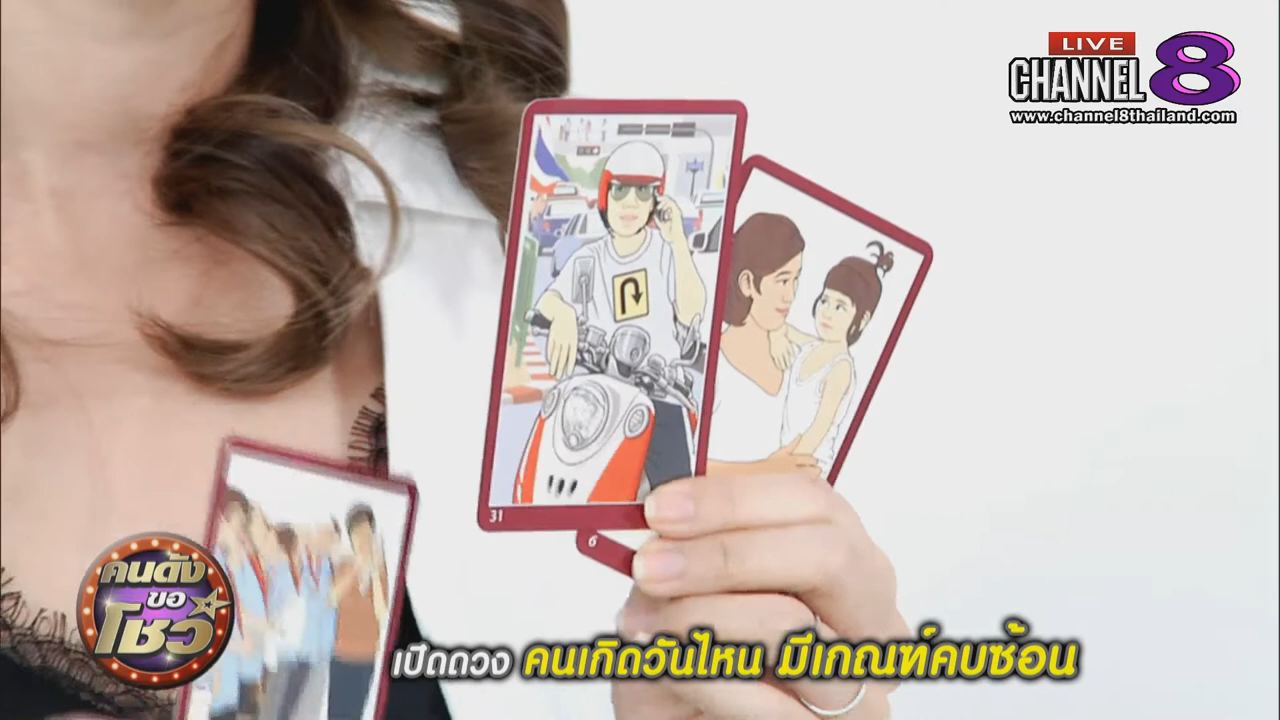 LIVE
CHANNEL 8
www.channel8thailand.com
31
6
คนดัง
ขอ
โชว์
เปิดดวง คนเกิดวันไหน มีเกณฑ์คบซ้อน